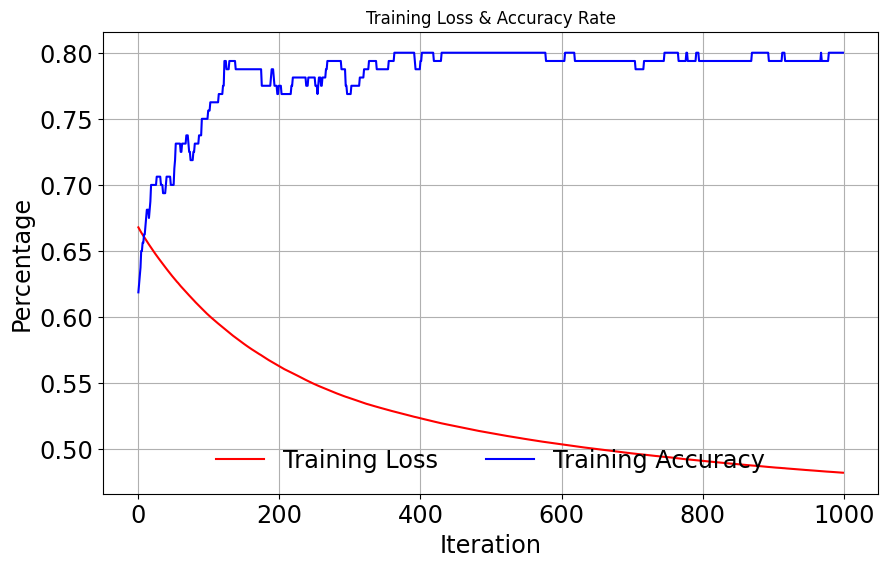 Training Loss & Accuracy Rate
0.80
0.75
0.70
0.65
0.60
0.55
0.50
Percentage
Training Loss
Training Accuracy
0 200 400 600 800 1000
Iteration